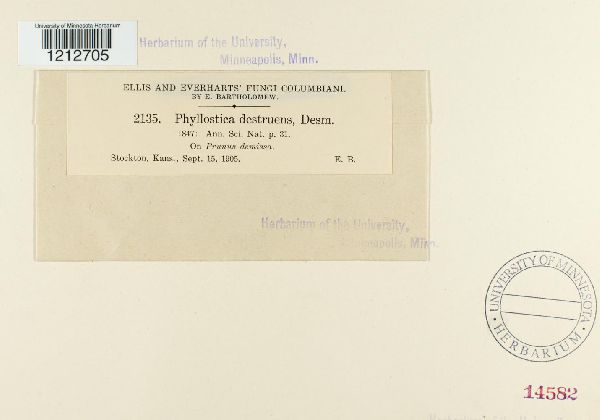 University of Minnesota Herbarium
1212705
Herbarium of the University,
Minneapolis, Minn.
ELLIS AND EVERHARTS' FUNGI COLUMBIANI.
BY E. BARTHOLOMEW.
2135. Phyllostica destruens, Desm.
1847: Ann. Sci. Nat. p. 31.
On Prunus demissa.
Stockton, Kans., Sept. 15, 1905. E. B.
Herbarium of the University,
Minneapolis, Minn.
UNIVERSITY OF MINNESOTA
HERBARIUM
14582